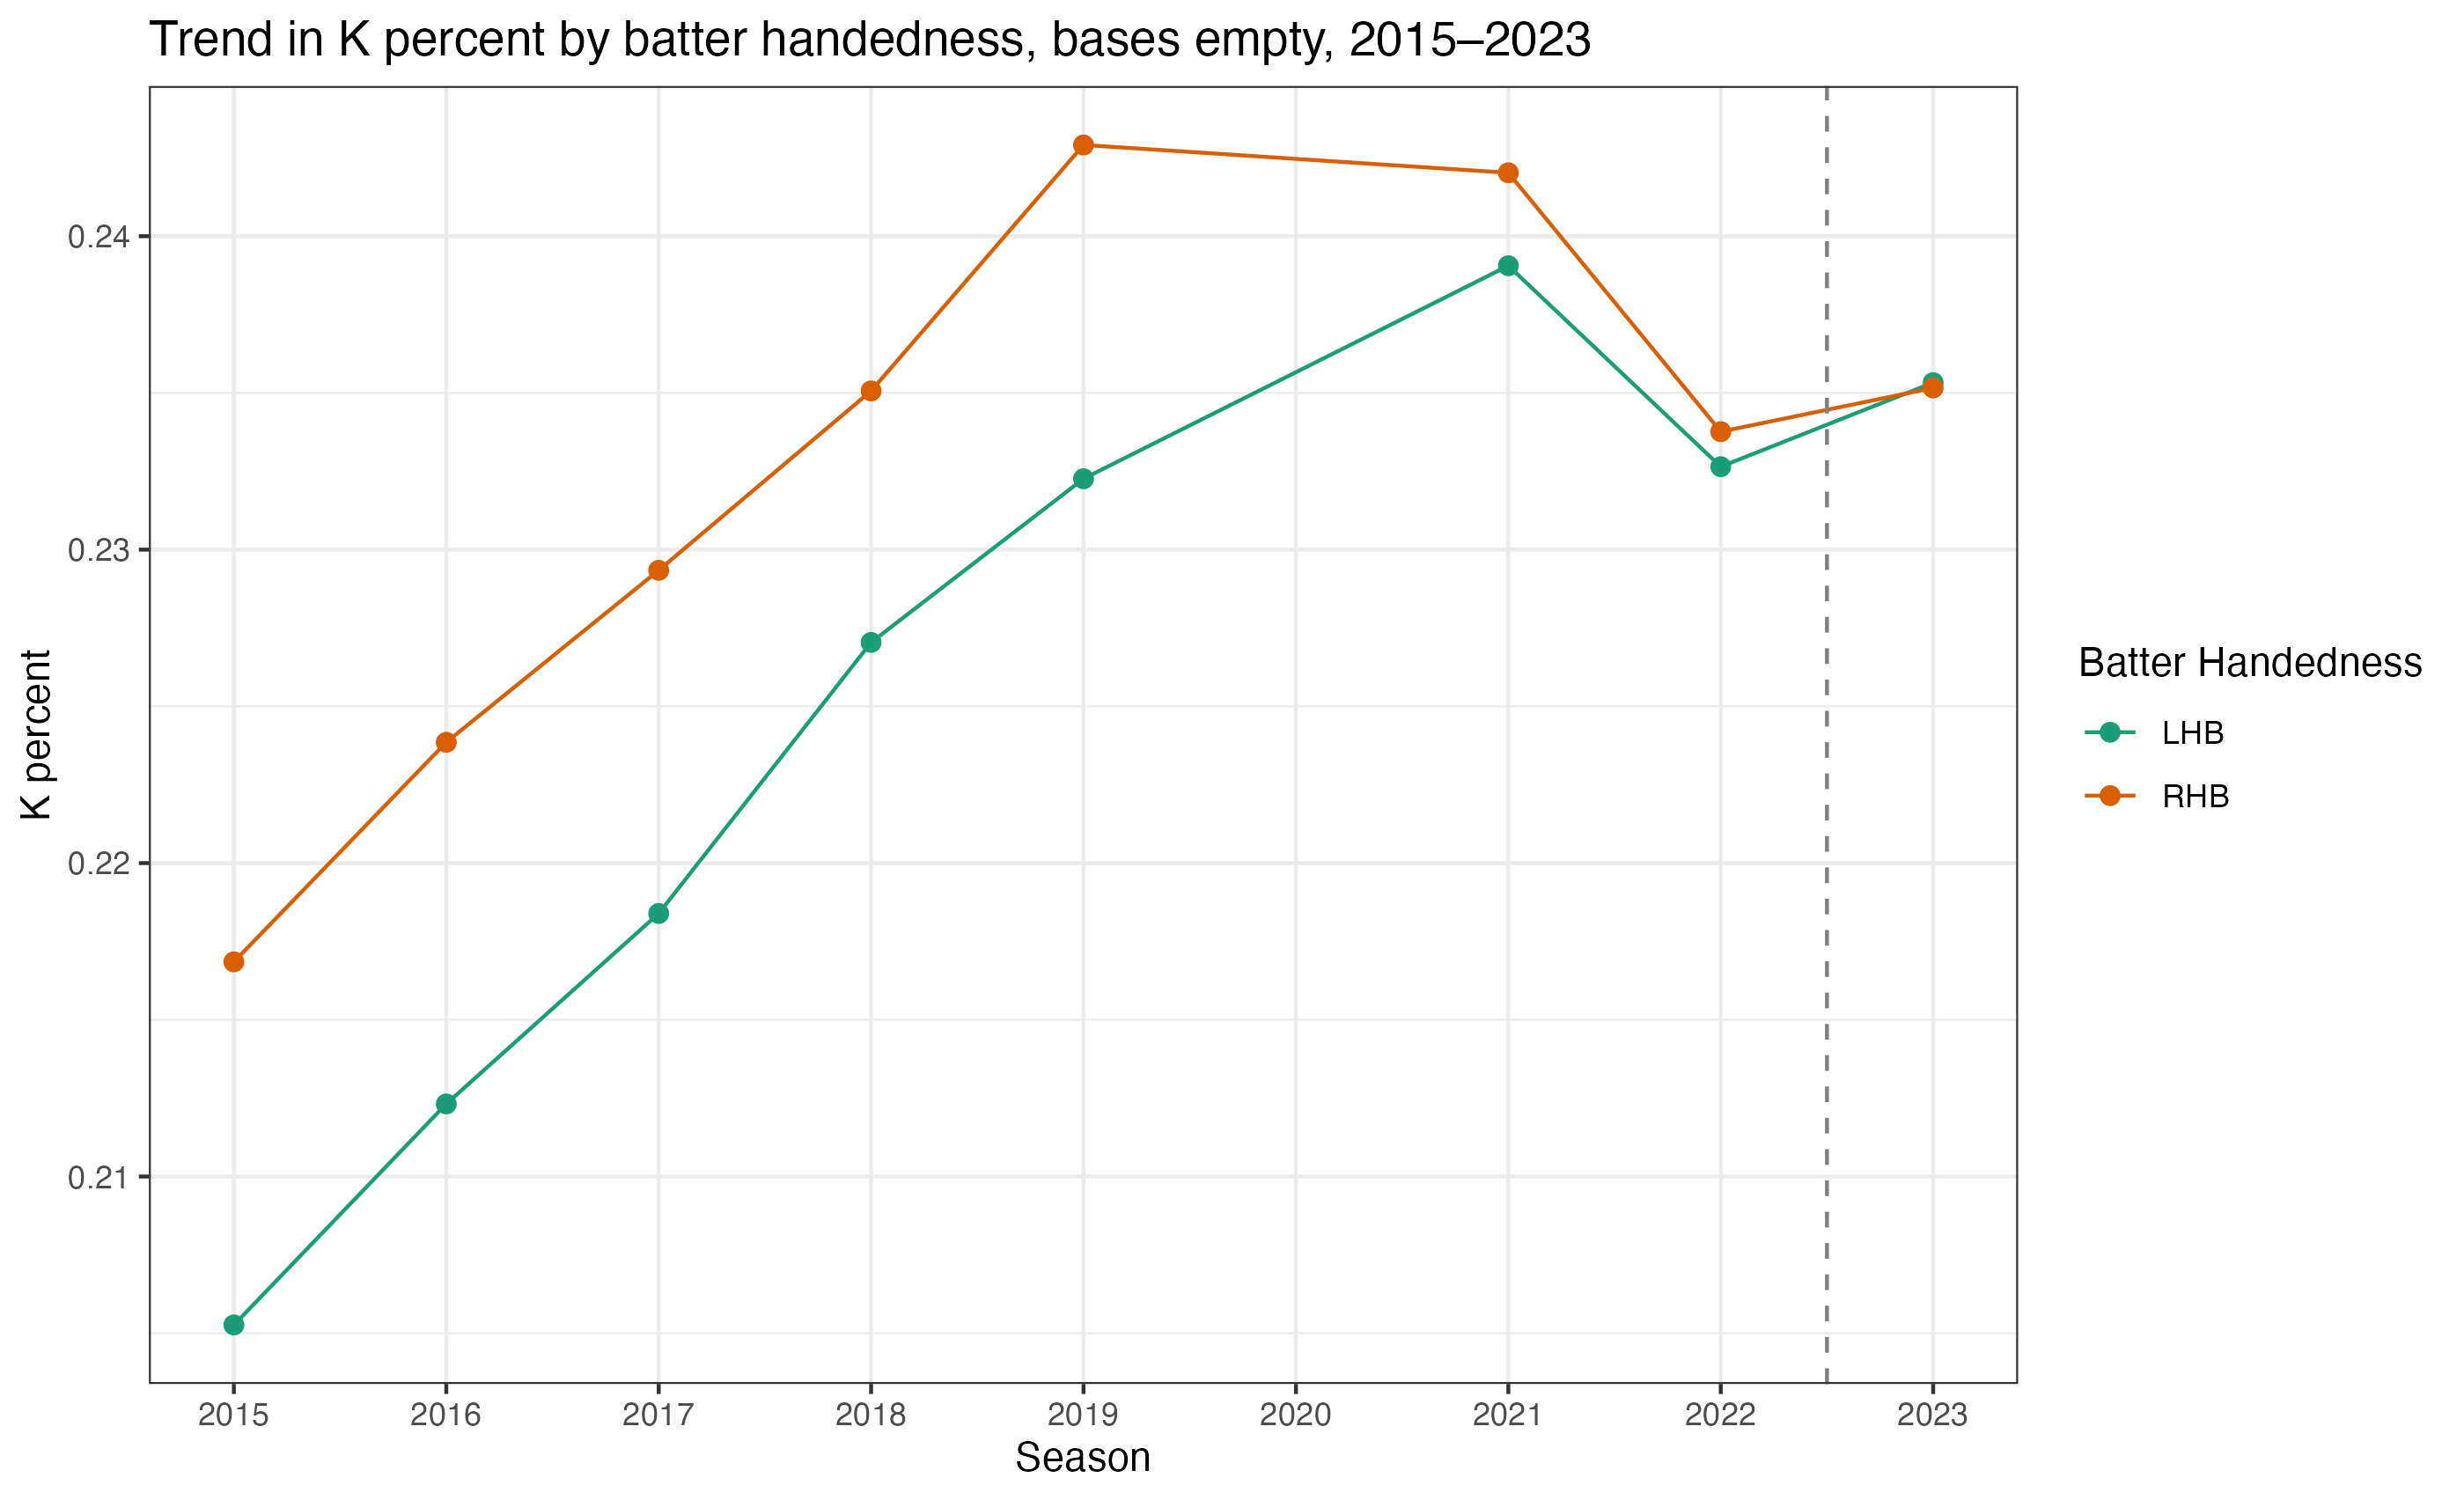 Trend in K percent by batter handedness, bases empty, 2015–2023
K percent
0.24
0.23
0.22
0.21
2015 2016 2017 2018 2019 2020 2021 2022 2023
Season
Batter Handedness
LHB
RHB